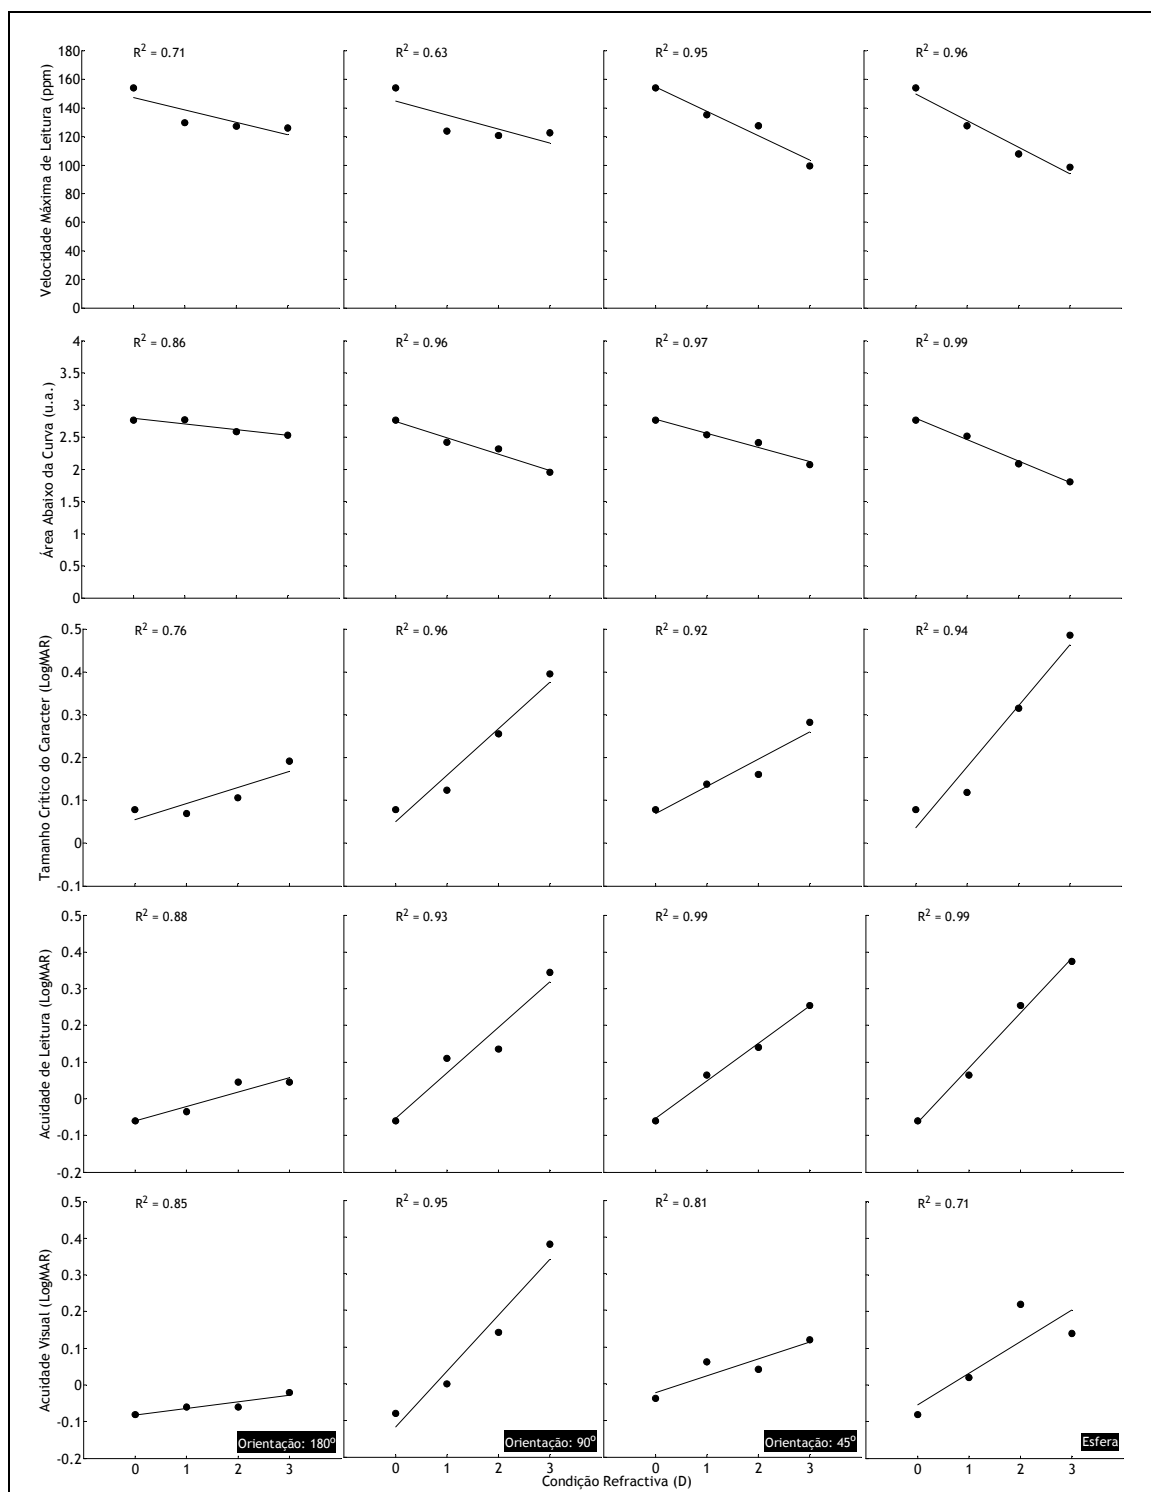 R² = 0.71
R² = 0.63
R² = 0.95
R² = 0.96
Velocidade Máxima de Leitura (ppm)
180
160
140
120
100
80
60
40
20
0
R² = 0.86
R² = 0.96
R² = 0.97
R² = 0.99
Área Abaixo da Curva (u.a.)
4
3.5
3
2.5
2
1.5
1
0.5
0
R² = 0.76
R² = 0.96
R² = 0.92
R² = 0.94
Tamanho Crítico do Caracter (LogMAR)
0.5
0.4
0.3
0.2
0.1
0
-0.1
R² = 0.88
R² = 0.93
R² = 0.99
R² = 0.99
Acuidade de Leitura (LogMAR)
0.5
0.4
0.3
0.2
0.1
0
-0.1
-0.2
R² = 0.85
R² = 0.95
R² = 0.81
R² = 0.71
Acuidade Visual (LogMAR)
0.5
0.4
0.3
0.2
0.1
0
-0.1
-0.2
Orientação: 180º
Orientação: 90º
Orientação: 45º
Esfera
0 1 2 3
0 1 2 3
0 1 2 3
0 1 2 3
Condição Refractiva (D)